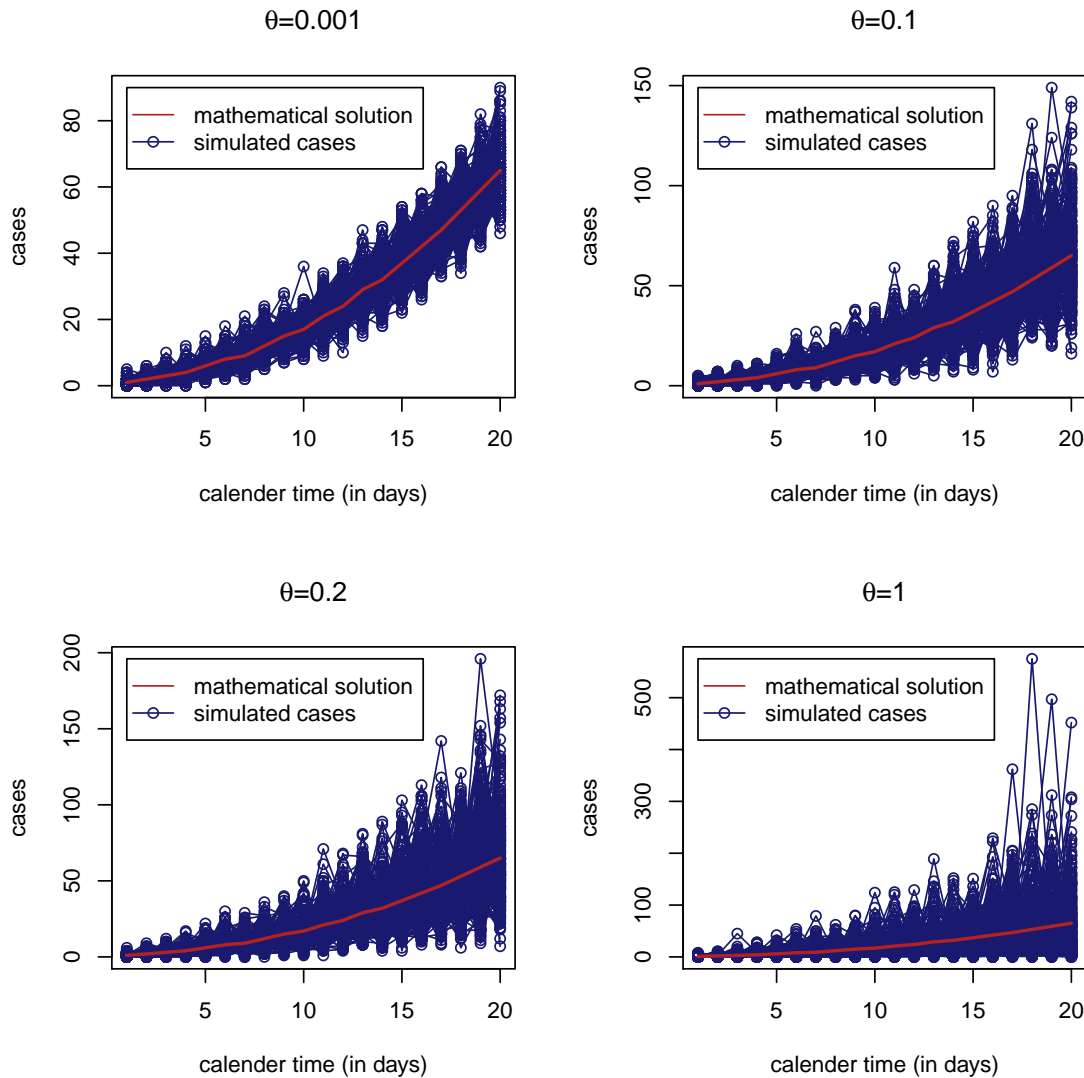 θ=0.001
mathematical solution
simulated cases
cases
0
20
40
60
80
5
10
15
20
calender time (in days)
θ=0.1
mathematical solution
simulated cases
cases
0
50
100
150
5
10
15
20
calender time (in days)
θ=0.2
mathematical solution
simulated cases
cases
0
50
100
150
200
5
10
15
20
calender time (in days)
θ=1
mathematical solution
simulated cases
cases
0
100
300
500
5
10
15
20
calender time (in days)